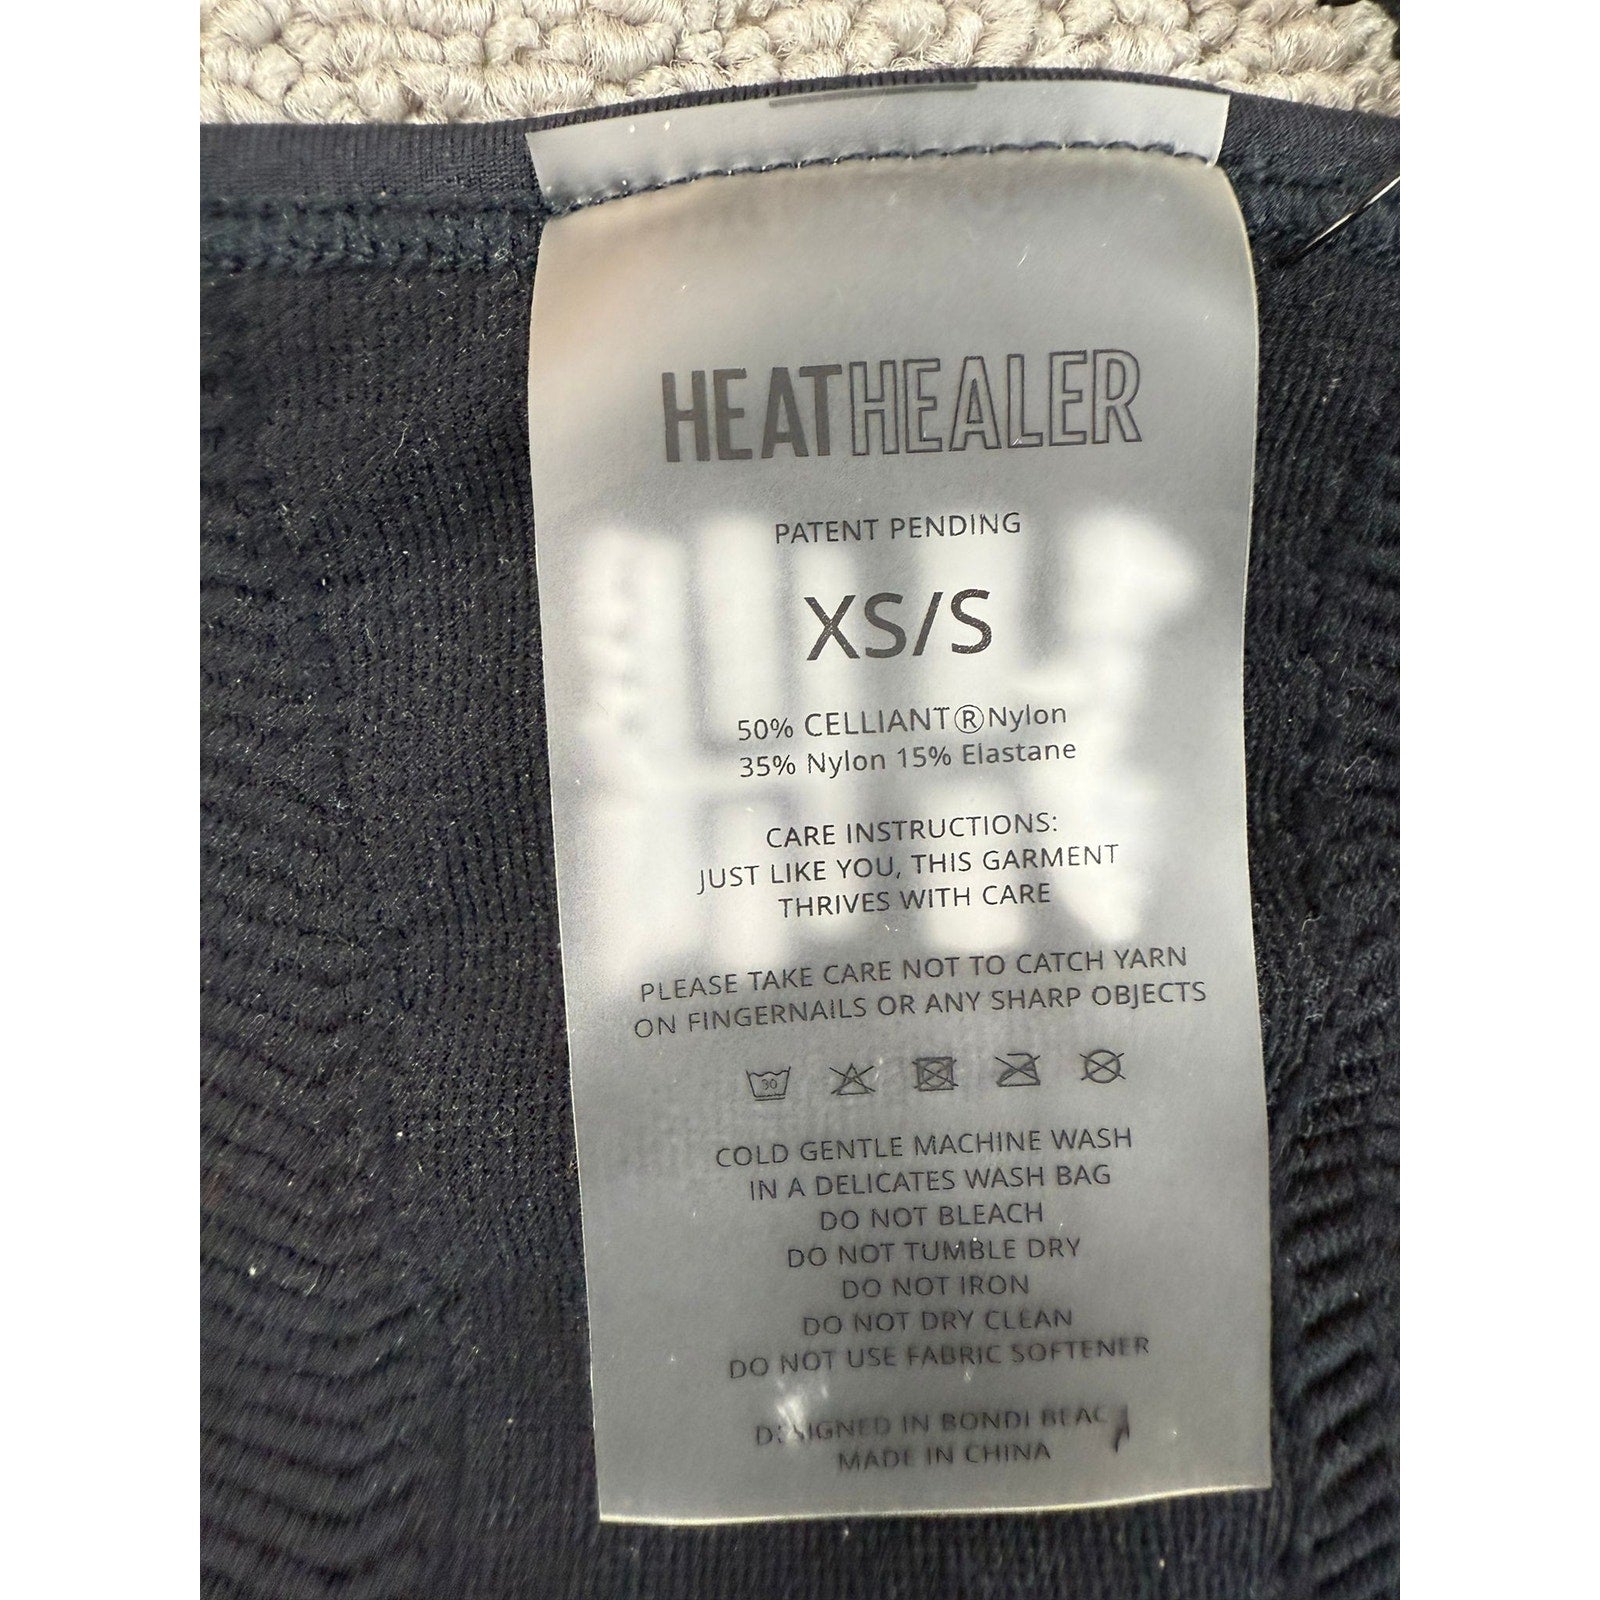 HEATHEALER
PATENT PENDING
XS/S
50% CELLIANT®Nylon
35% Nylon 15% Elastane
CARE INSTRUCTIONS:
JUST LIKE YOU, THIS GARMENT
THRIVES WITH CARE
PLEASE TAKE CARE NOT TO CATCH YARN
ON FINGERNAILS OR ANY SHARP OBJECTS
30
COLD GENTLE MACHINE WASH
IN A DELICATES WASH BAG
DO NOT BLEACH
DO NOT TUMBLE DRY
DO NOT IRON
DO NOT DRY CLEAN
DO NOT USE FABRIC SOFTENER
DESIGNED IN BONDI BEACH
MADE IN CHINA